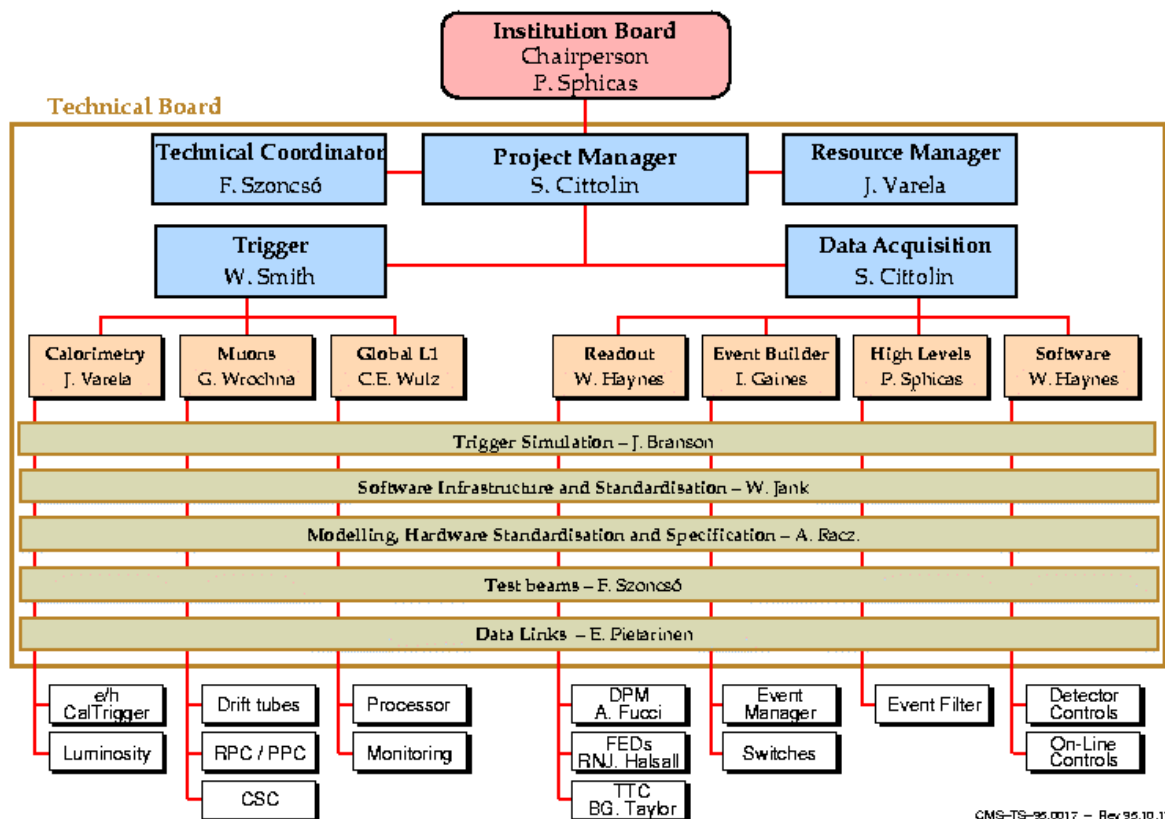 Institution Board
Chairperson
P. Sphicas
Technical Board
Technical Coordinator
F. Szoncsó
Project Manager
S. Cittolin
Resource Manager
J. Varela
Trigger
W. Smith
Data Acquisition
S. Cittolin
Calorimetry
J. Varela
Muons
G. Wrochna
Global L1
C.E. Wulz
Readout
W. Haynes
Event Builder
I. Gaines
High Levels
P. Sphicas
Software
W. Haynes
Trigger Simulation – J. Branson
Software Infrastructure and Standardisation – W. Jank
Modelling, Hardware Standardisation and Specification – A. Racz.
Test beams – F. Szoncsó
Data Links – E. Pietarinen
e/h
CalTrigger
Luminosity
Drift tubes
RPC / PPC
CSC
Processor
Monitoring
DPM
A. Fucci
FEDs
RNJ. Halsall
TTC
BG. Taylor
Event
Manager
Switches
Event Filter
Detector
Controls
On-Line
Controls